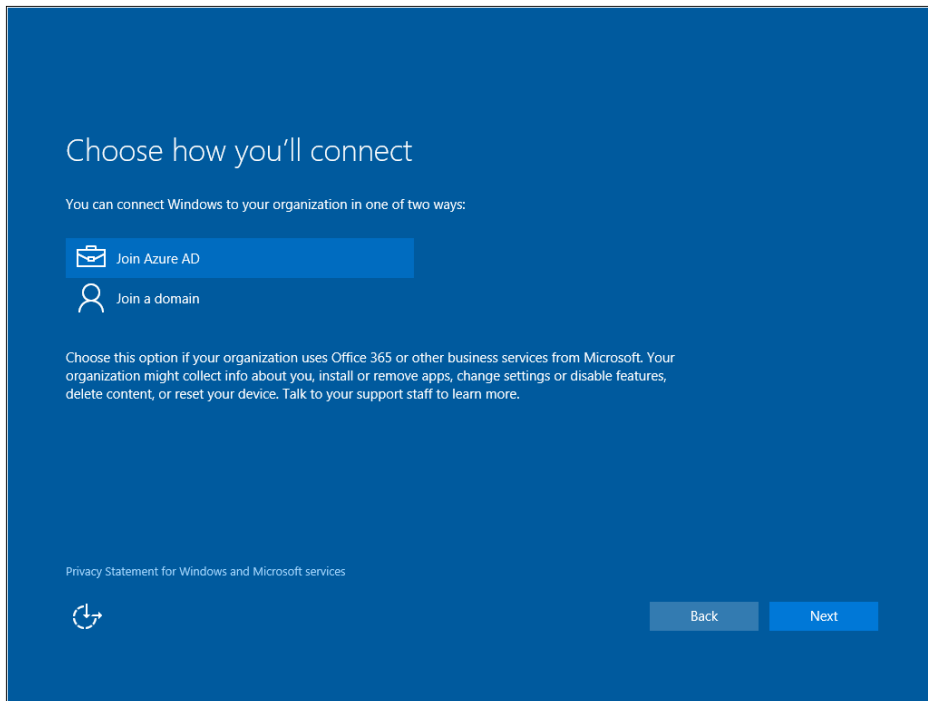 Choose how you'll connect
You can connect Windows to your organization in one of two ways:
Join Azure AD
Join a domain
Choose this option if your organization uses Office 365 or other business services from Microsoft. Your
organization might collect info about you, install or remove apps, change settings or disable features,
delete content, or reset your device. Talk to your support staff to learn more.
Privacy Statement for Windows and Microsoft services
Back
Next